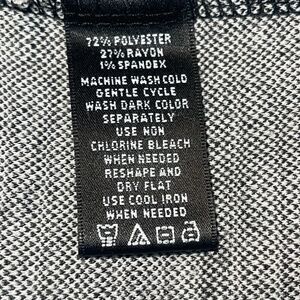 72% POLYESTER
27% RAYON
1% SPANDEX
MACHINE WASH COLD
GENTLE CYCLE
WASH DARK COLOR
SEPARATELY
USE NON
CHLORINE BLEACH
WHEN NEEDED
RESHAPE AND
DRY FLAT
USE COOL IRON
WHEN NEEDED